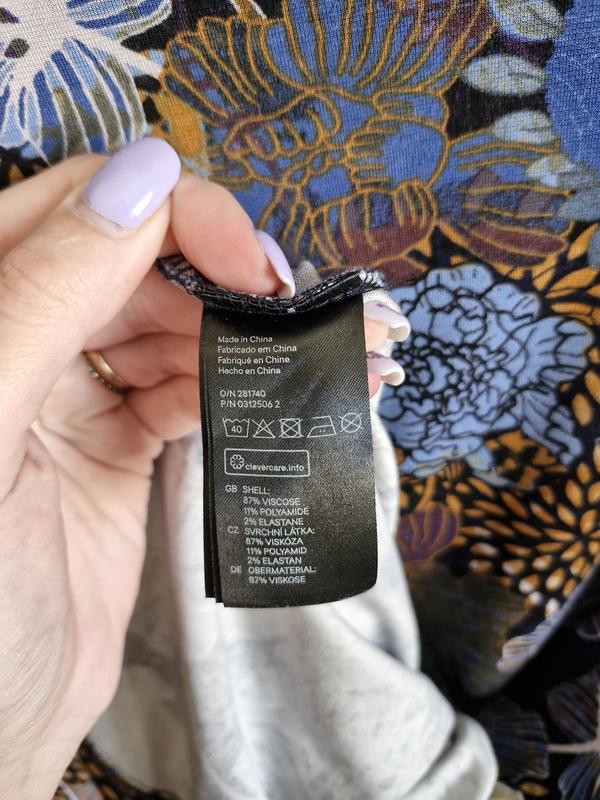 Made in China
Fabricado em China
Fabriqué en Chine
Hecho en China
O/N 281740
P/N 0312506 2
40
clevercare.info
GB SHELL:
87% VISCOSE
11% POLYAMIDE
2% ELASTANE
CZ SVRCHNÍ LÁTKA:
87% VISKÓZA
11% POLYAMID
2% ELASTAN
DE OBERMATERIAL:
87% VISKOSE